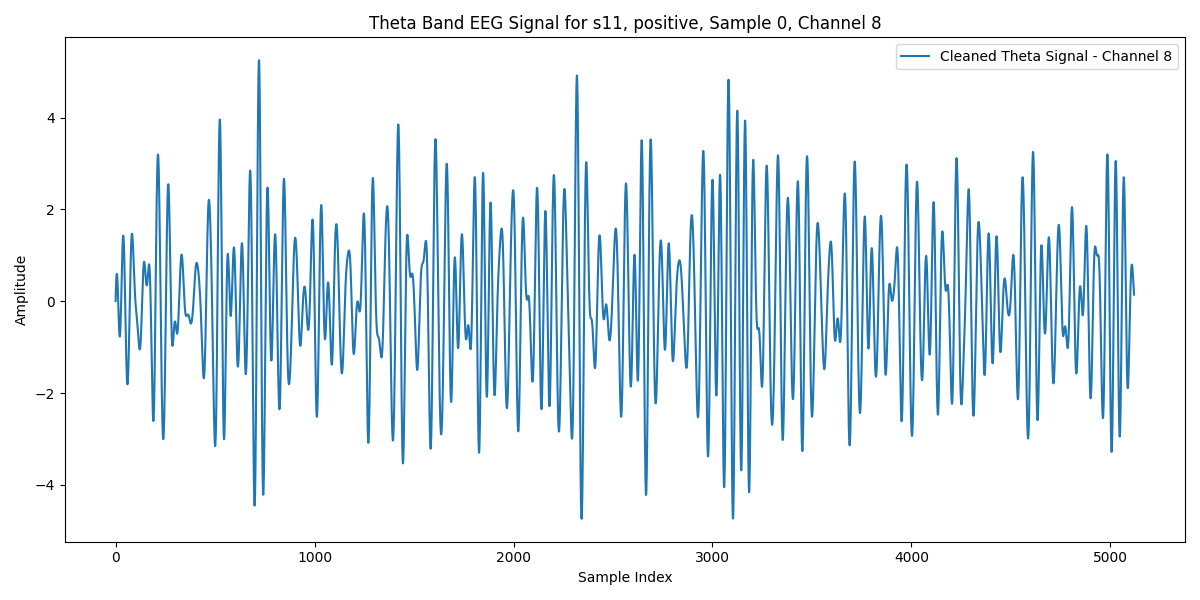 Theta Band EEG Signal for s11, positive, Sample 0, Channel 8
Cleaned Theta Signal - Channel 8
Amplitude
4
2
0
−2
−4
0 1000 2000 3000 4000 5000
Sample Index